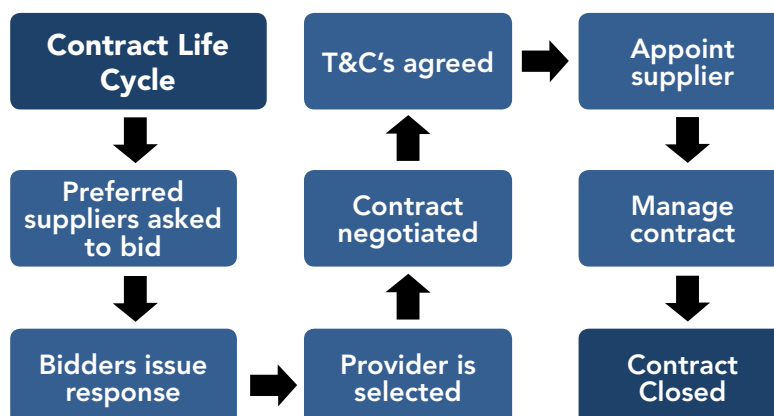 Contract Life
Cycle
Preferred
suppliers asked
to bid
Bidders issue
response
Provider is
selected
Contract
negotiated
T&C's agreed
Appoint
supplier
Manage
contract
Contract
Closed